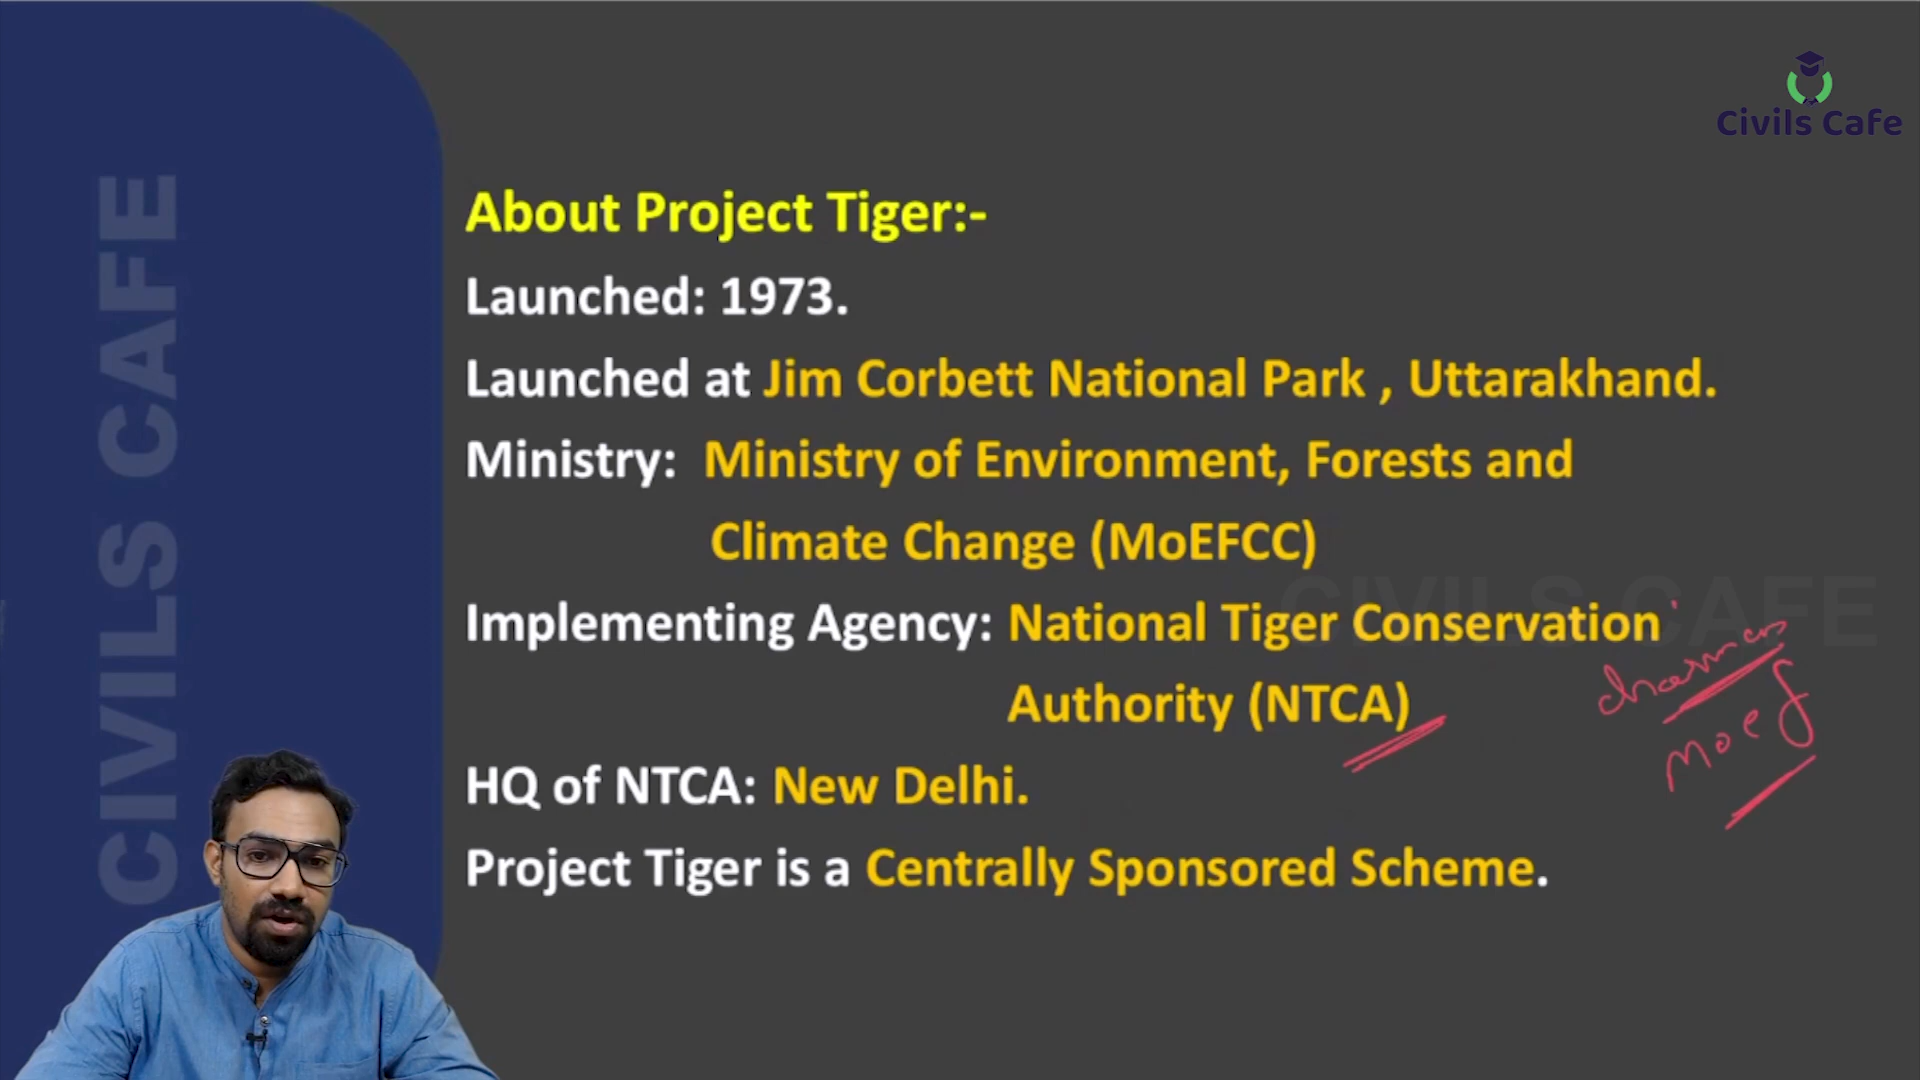 Civils Cafe
CIVILS CAFE
About Project Tiger:-
Launched: 1973.
Launched at Jim Corbett National Park , Uttarakhand.
Ministry: Ministry of Environment, Forests and
Climate Change (MoEFCC)
CIVILS CAFE
Implementing Agency: National Tiger Conservation
Authority (NTCA)
moef
HQ of NTCA: New Delhi.
Project Tiger is a Centrally Sponsored Scheme.